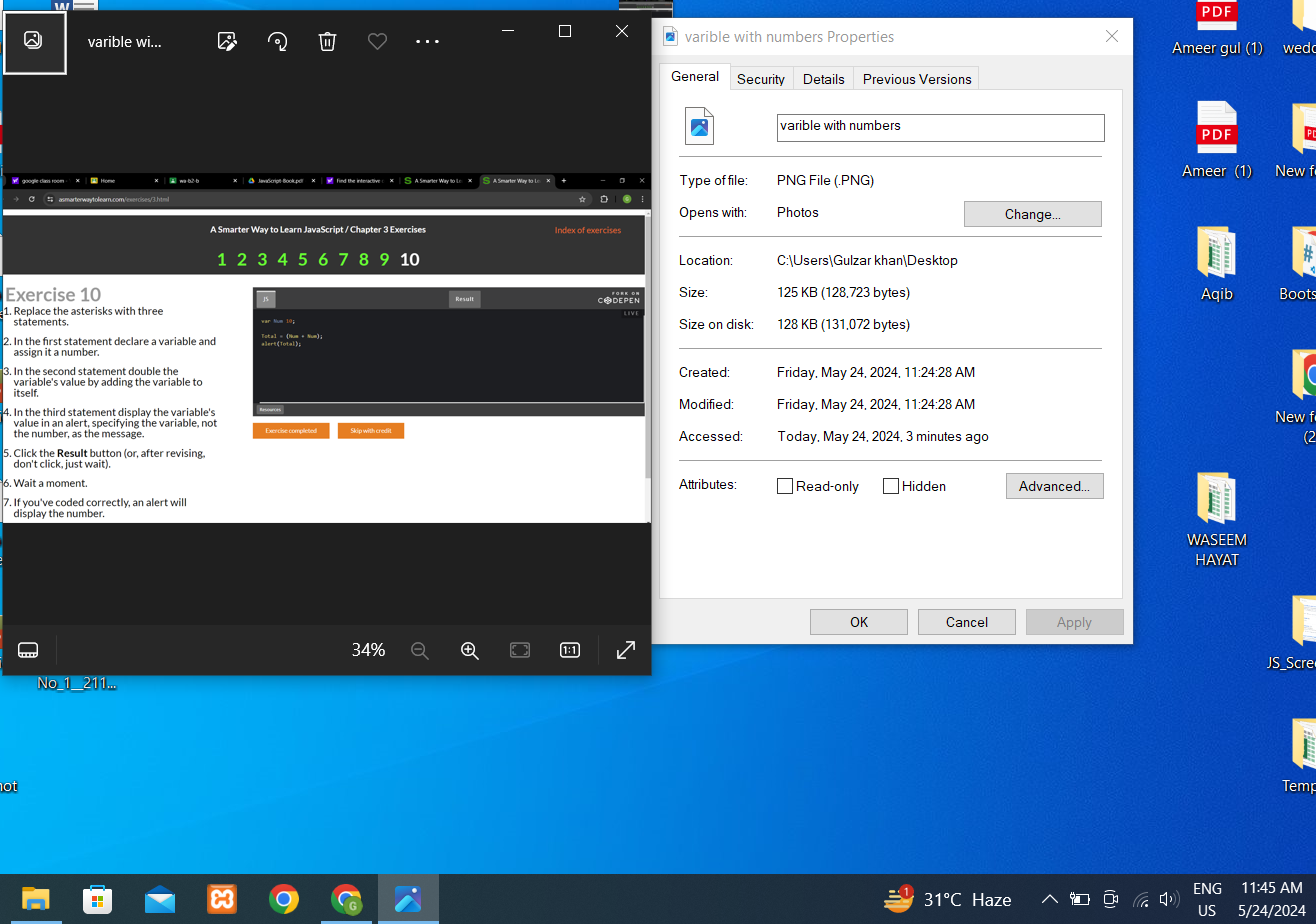 varible wi...
google class room
Home
wa-b2-b
JavaScript-Book.pdf
Find the interactive
A Smarter Way to Le
A Smarter Way to Le
asmarterwaytolearn.com/exercises/3.html
A Smarter Way to Learn JavaScript / Chapter 3 Exercises
Index of exercises
1 2 3 4 5 6 7 8 9 10
Exercise 10
1. Replace the asterisks with three
statements.
2. In the first statement declare a variable and
assign it a number.
3. In the second statement double the
variable's value by adding the variable to
itself.
4. In the third statement display the variable's
value in an alert, specifying the variable, not
the number, as the message.
5. Click the Result button (or, after revising,
don't click, just wait).
6. Wait a moment.
7. If you've coded correctly, an alert will
display the number.
JS
Result
FORK ON
CODEPEN
LIVE
var Num 10;
Total = (Num + Num);
alert(Total);
Resources
Exercise completed
Skip with credit
34%
1:1
varible with numbers Properties
General
Security
Details
Previous Versions
varible with numbers
Type of file: PNG File (.PNG)
Opens with: Photos
Change...
Location: C:\Users\Gulzar khan\Desktop
Size: 125 KB (128,723 bytes)
Size on disk: 128 KB (131,072 bytes)
Created: Friday, May 24, 2024, 11:24:28 AM
Modified: Friday, May 24, 2024, 11:24:28 AM
Accessed: Today, May 24, 2024, 3 minutes ago
Attributes: Read-only Hidden
Advanced...
OK
Cancel
Apply
PDF
Ameer gul (1)
PDF
Ameer (1)
New fo
Aqib
Boots
New fo
(2
WASEEM
HAYAT
JS_Scree
Temp
No_1__211...
not
1
31°C Haze
ENG
US
11:45 AM
5/24/2024